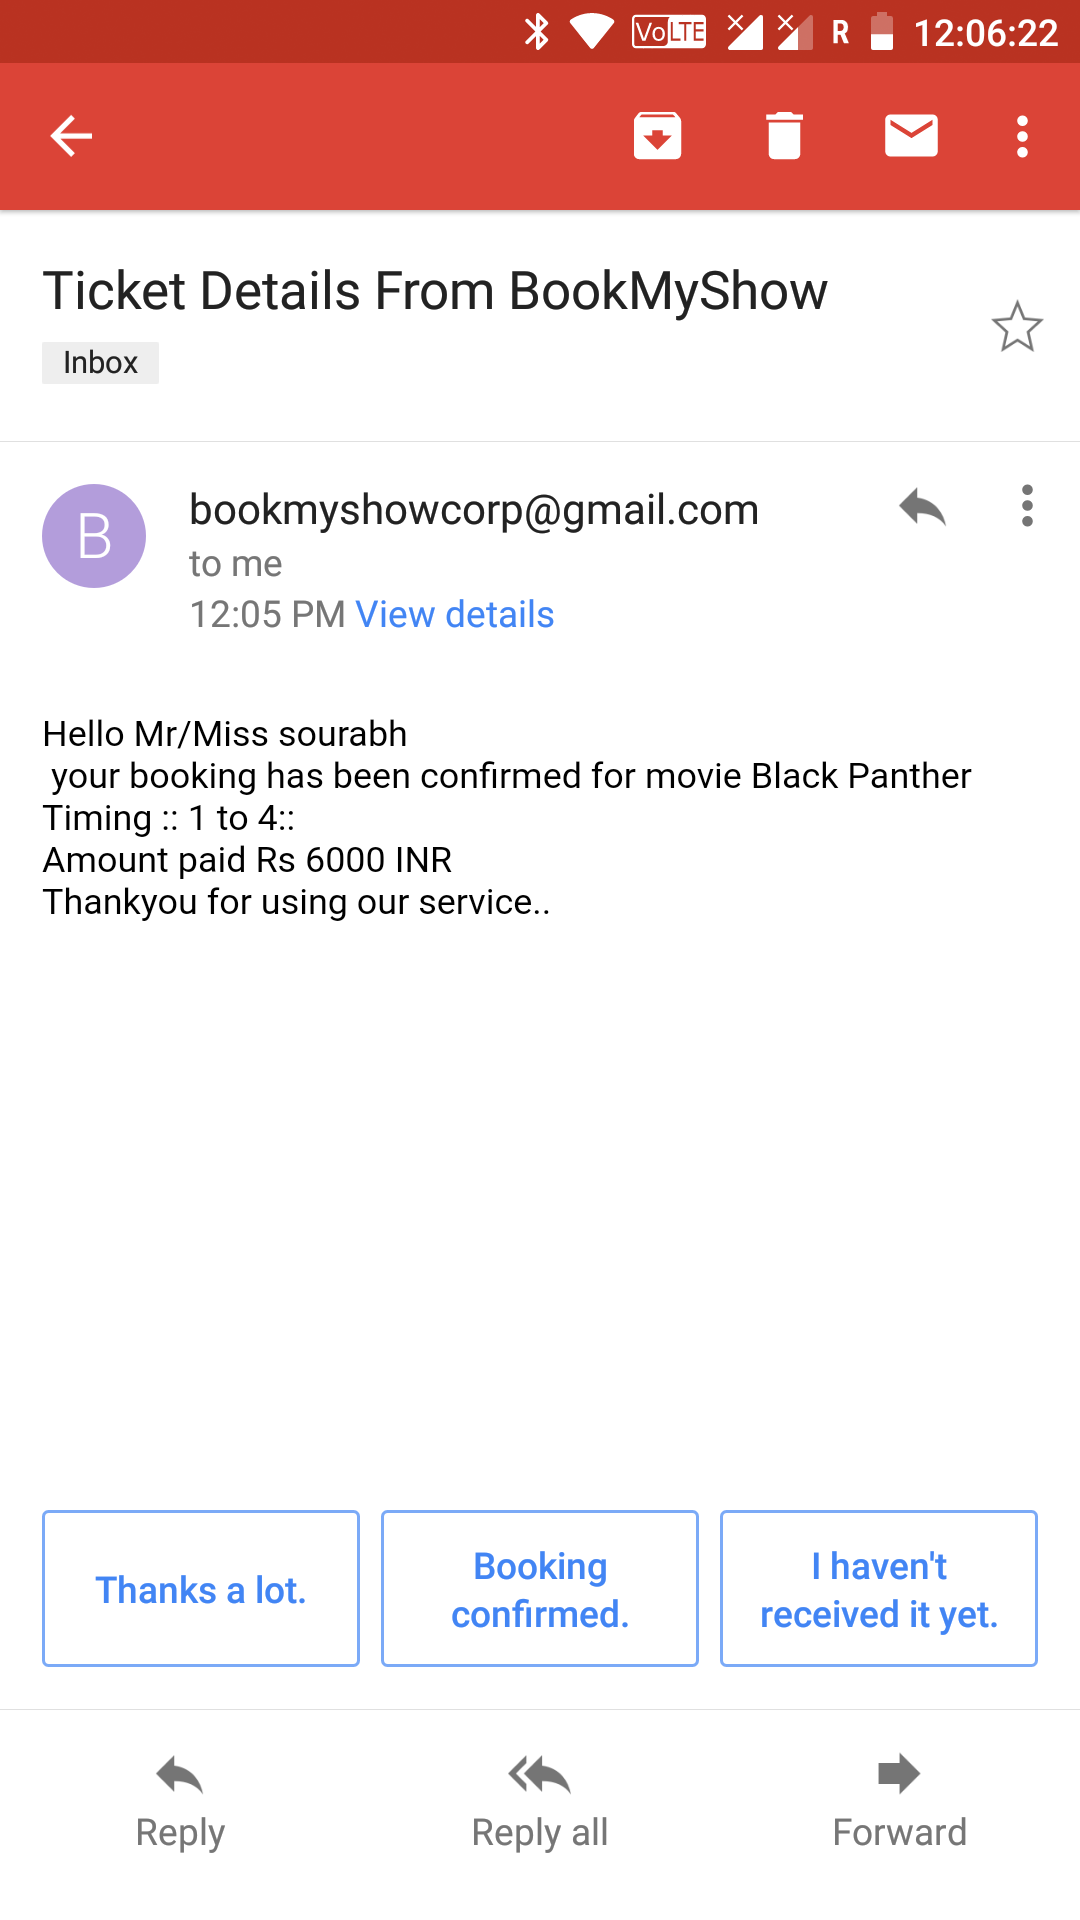 VoLTE R 12:06:22
Ticket Details From BookMyShow
Inbox
B
bookmyshowcorp@gmail.com
to me
12:05 PM View details
Hello Mr/Miss sourabh
your booking has been confirmed for movie Black Panther
Timing :: 1 to 4::
Amount paid Rs 6000 INR
Thankyou for using our service..
Thanks a lot.
Booking
confirmed.
I haven't
received it yet.
Reply
Reply all
Forward